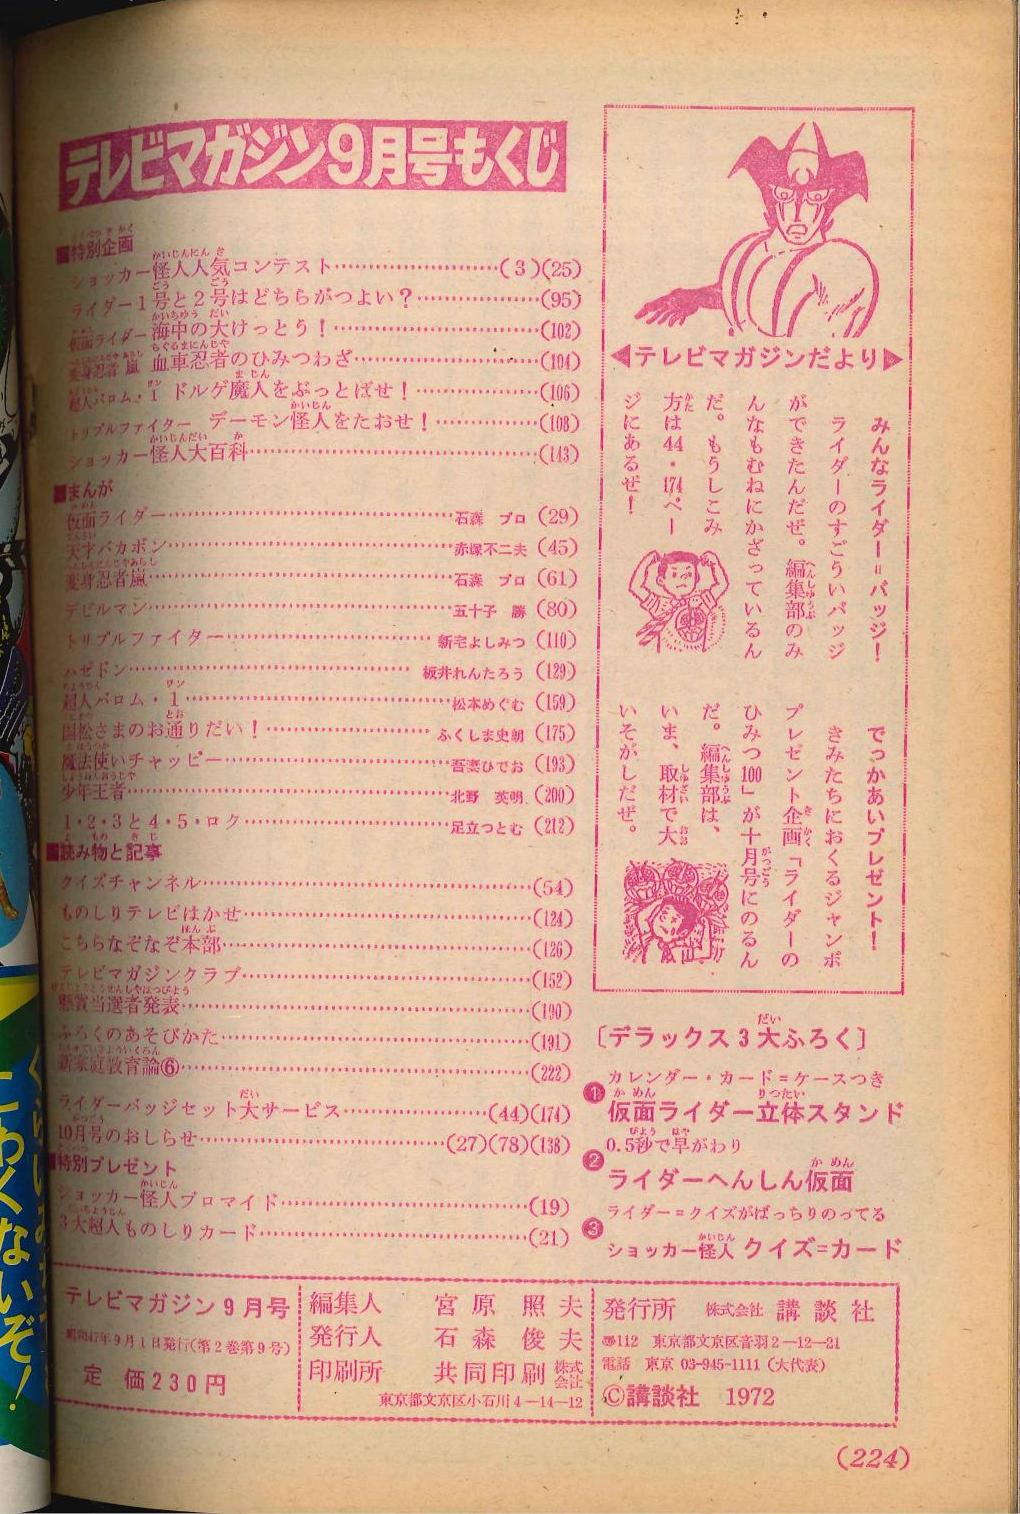 テレビマガジン9月号もくじ
■特別企画
ショッカー怪人人気コンテスト……(3)(25)
ライダー1号と2号はどちらがつよい？……(95)
仮面ライダー 海中の大けっとう！……(102)
変身忍者 嵐 血車忍者のひみつわざ……(104)
超人バロム・1 ドルゲ魔人をぶっとばせ！……(106)
トリプルファイター デーモン怪人をたおせ！……(108)
ショッカー怪人大百科……(143)
■まんが
仮面ライダー……石森 プロ (29)
天才バカボン……赤塚不二夫 (45)
変身忍者嵐……石森 プロ (61)
デビルマン……五十子 勝 (80)
トリプルファイター……新宅よしみつ (110)
ハゼドン……板井れんたろう (129)
超人バロム・1……松本めぐむ (159)
国松さまのお通りだい！……ふくしま史朗 (175)
魔法使いチャッピー……吾妻ひでお (193)
少年王者……北野 英明 (200)
1・2・3と4・5・ロク……足立つとむ (212)
■読み物と記事
クイズチャンネル……(54)
ものしりテレビはかせ……(124)
こちらなぞなぞ本部……(126)
テレビマガジンクラブ……(152)
懸賞当選者発表……(190)
ふろくのあそびかた……(191)
新家庭教育論⑥……(222)
ライダーバッジセット大サービス……(44)(174)
10月号のおしらせ……(27)(78)(138)
■特別プレゼント
ショッカー怪人ブロマイド……(19)
3大超人ものしりカード……(21)
◀テレビマガジンだより▶
みんなライダー＝バッジ！
ライダーのすごういバッジ
ができたんだぜ。編集部のみ
んなもむねにかざっているん
だ。もうしこみ
方は44・174ペー
ジにあるぜ！
でっかあいプレゼント！
きみたちにおくるジャンボ
プレゼント企画「ライダーの
ひみつ100」が十月号にのるん
だ。編集部は、
いま、取材で大
いそがしだぜ。
〔デラックス3大ふろく〕
カレンダー・カード＝ケースつき
❶仮面ライダー立体スタンド
0.5秒で早がわり
❷ライダーへんしん仮面
ライダー＝クイズがばっちりのってる
❸ショッカー怪人 クイズ＝カード
テレビマガジン9月号
昭和47年9月1日発行(第2巻第9号)
定 価230円
編集人 宮原 照夫
発行人 石森俊夫
印刷所 共同印刷 株式会社
東京都文京区小石川4―14―12
発行所 株式会社 講談社
〠112 東京都文京区音羽2―12―21
電話 東京 03-945-1111(大代表)
©講談社 1972
(224)
わくないぞ！